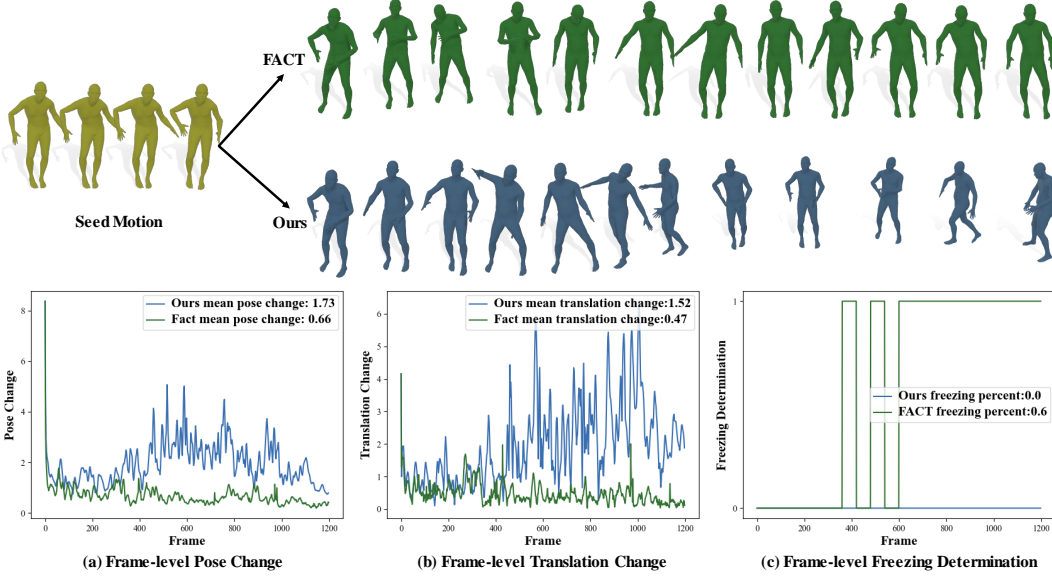 FACT
Seed Motion
Ours
Ours mean pose change: 1.73
Fact mean pose change: 0.66
Pose Change
8
6
4
2
0
0 200 400 600 800 1000 1200
Frame
(a) Frame-level Pose Change
Ours mean translation change:1.52
Fact mean translation change:0.47
Translation Change
6
5
4
3
2
1
0
0 200 400 600 800 1000 1200
Frame
(b) Frame-level Translation Change
Ours freezing percent:0.0
FACT freezing percent:0.6
Freezing Determination
1
0
0
0 200 400 600 800 1000 1200
Frame
(c) Frame-level Freezing Determination